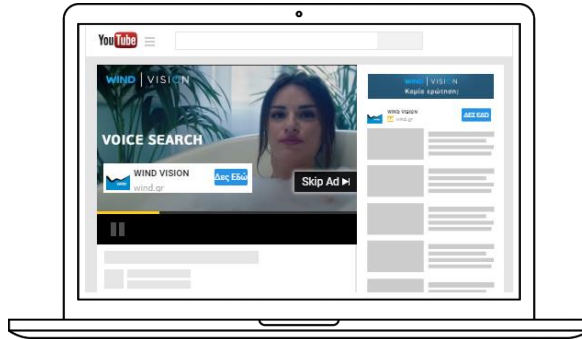 YouTube
WIND | VISION
VOICE SEARCH
WIND VISION
wind.gr
Δες Εδώ
Skip Ad
WIND | VISION
Καμία ερώτηση;
WIND VISION
wind.gr
ΔΕΣ ΕΔΩ